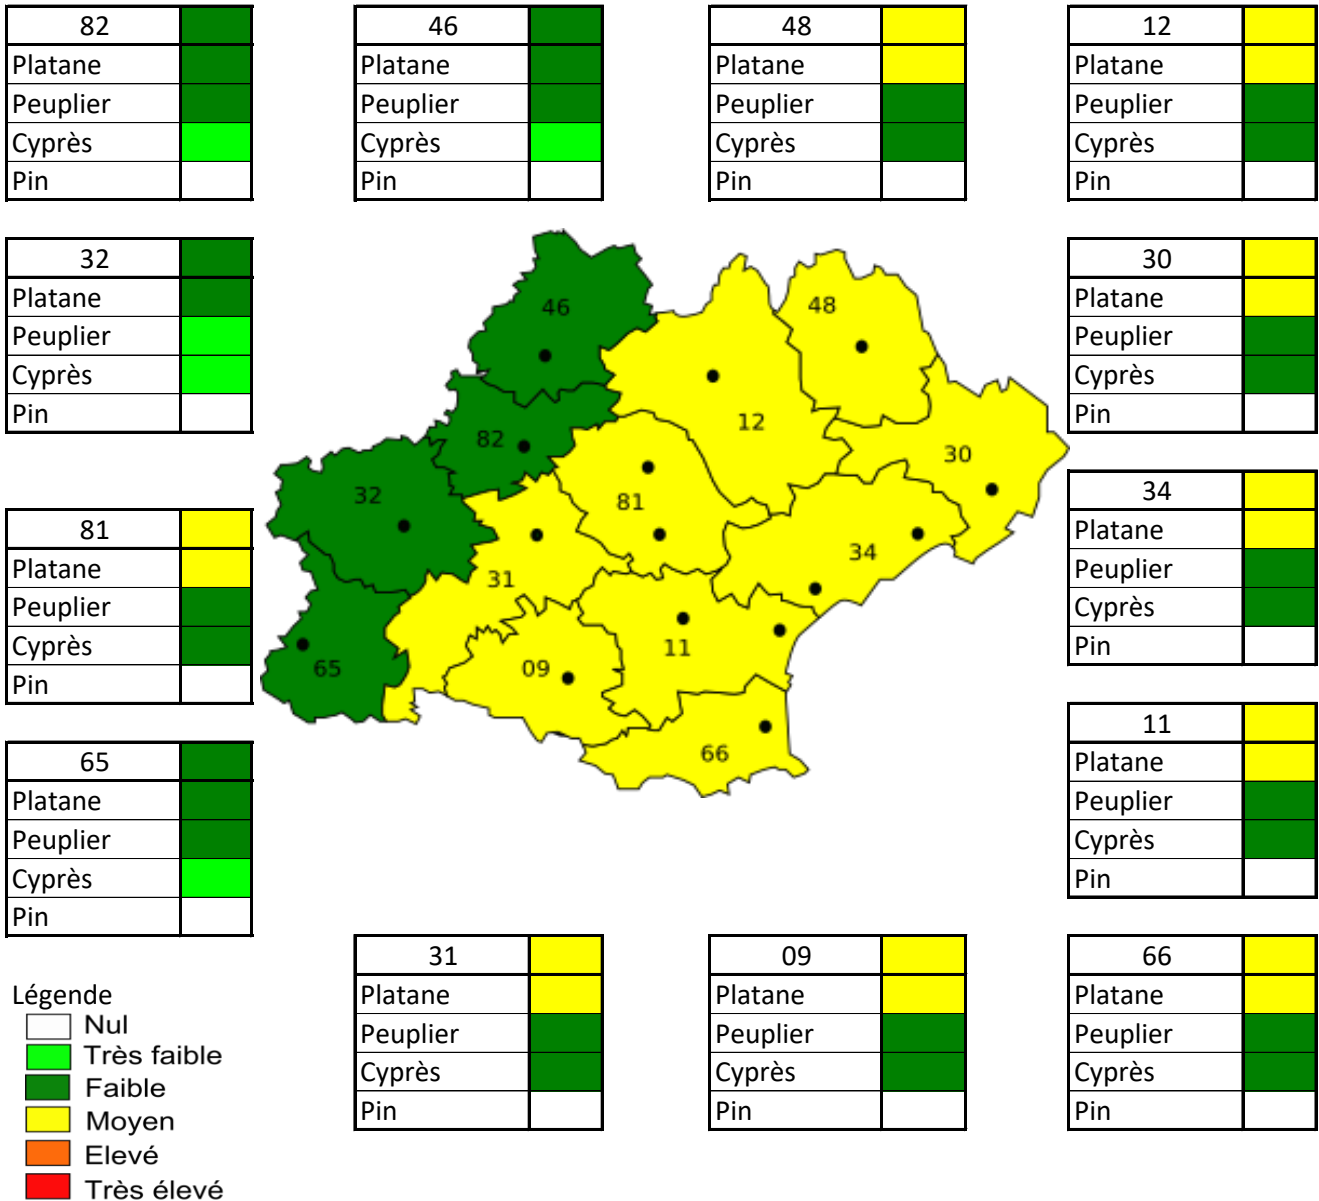 82
Platane
Peuplier
Cyprès
Pin
46
Platane
Peuplier
Cyprès
Pin
48
Platane
Peuplier
Cyprès
Pin
12
Platane
Peuplier
Cyprès
Pin
32
Platane
Peuplier
Cyprès
Pin
30
Platane
Peuplier
Cyprès
Pin
46
48
12
82
30
32
81
34
31
11
09
65
66
81
Platane
Peuplier
Cyprès
Pin
34
Platane
Peuplier
Cyprès
Pin
65
Platane
Peuplier
Cyprès
Pin
11
Platane
Peuplier
Cyprès
Pin
31
Platane
Peuplier
Cyprès
Pin
09
Platane
Peuplier
Cyprès
Pin
66
Platane
Peuplier
Cyprès
Pin
Légende
Nul
Très faible
Faible
Moyen
Elevé
Très élevé